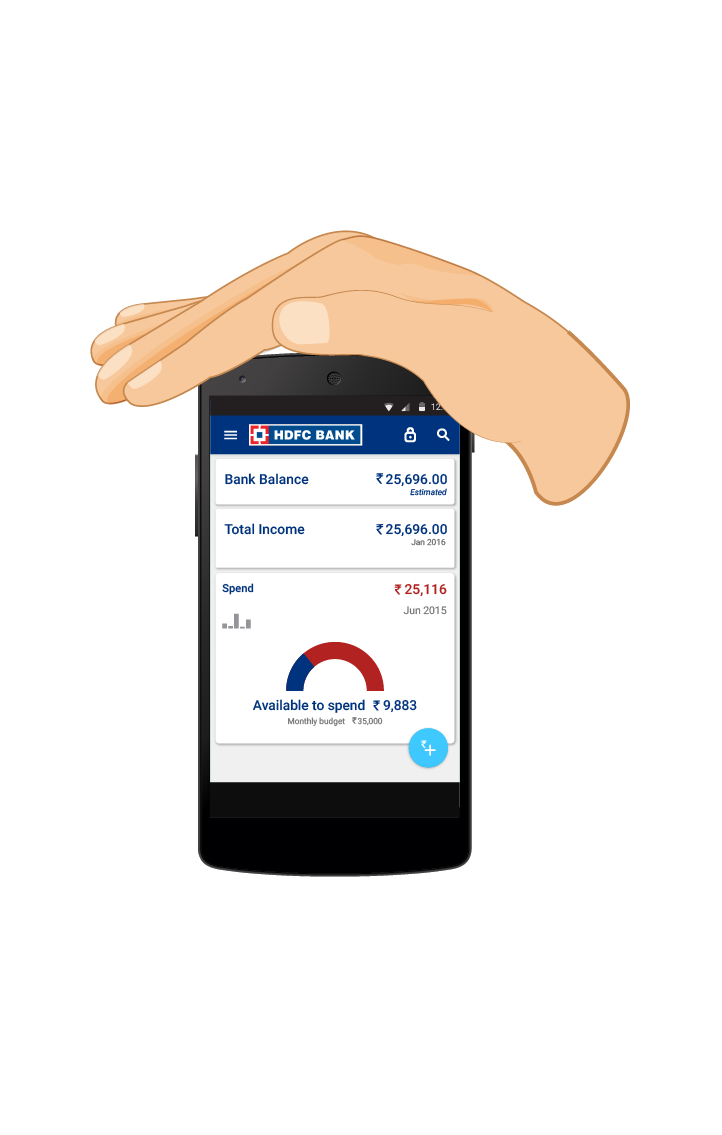 12
HDFC BANK
Bank Balance ₹ 25,696.00
Estimated
Total Income ₹ 25,696.00
Jan 2016
Spend ₹ 25,116
Jun 2015
Available to spend ₹ 9,883
Monthly budget ₹35,000
₹+